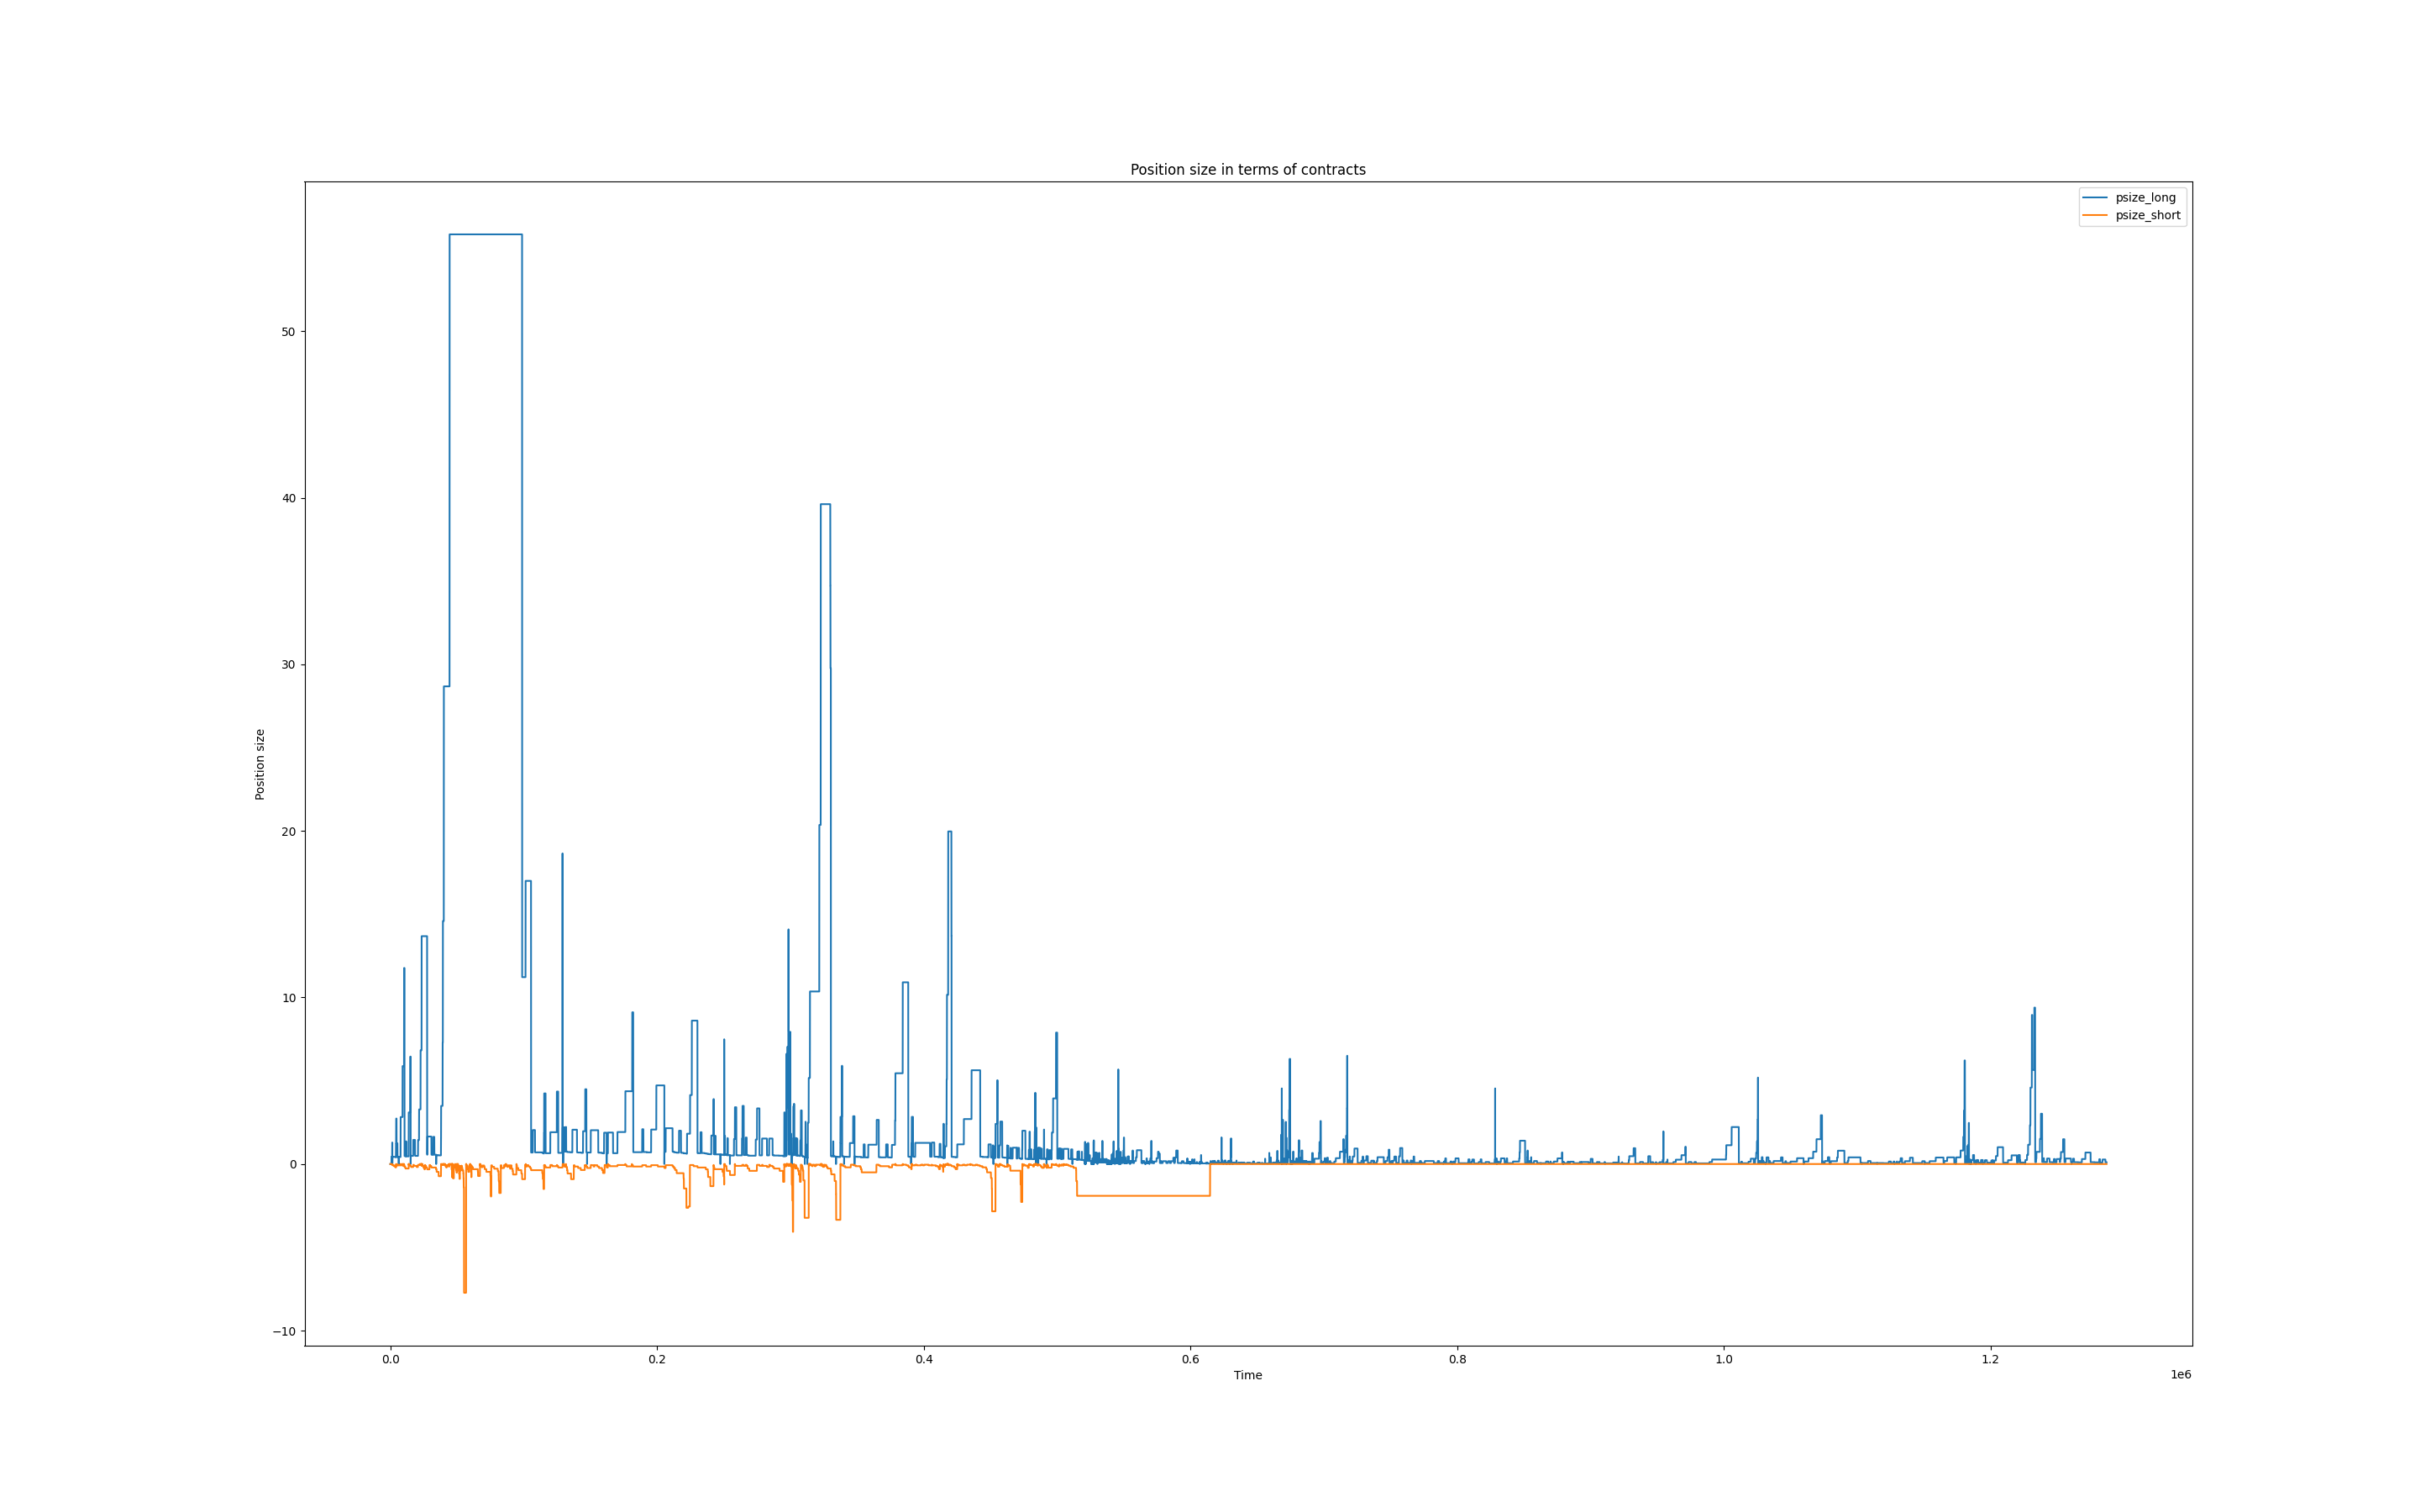 Position size in terms of contracts
psize_long
psize_short
Position size
50
40
30
20
10
0
−10
0.0 0.2 0.4 0.6 0.8 1.0 1.2
Time
1e6